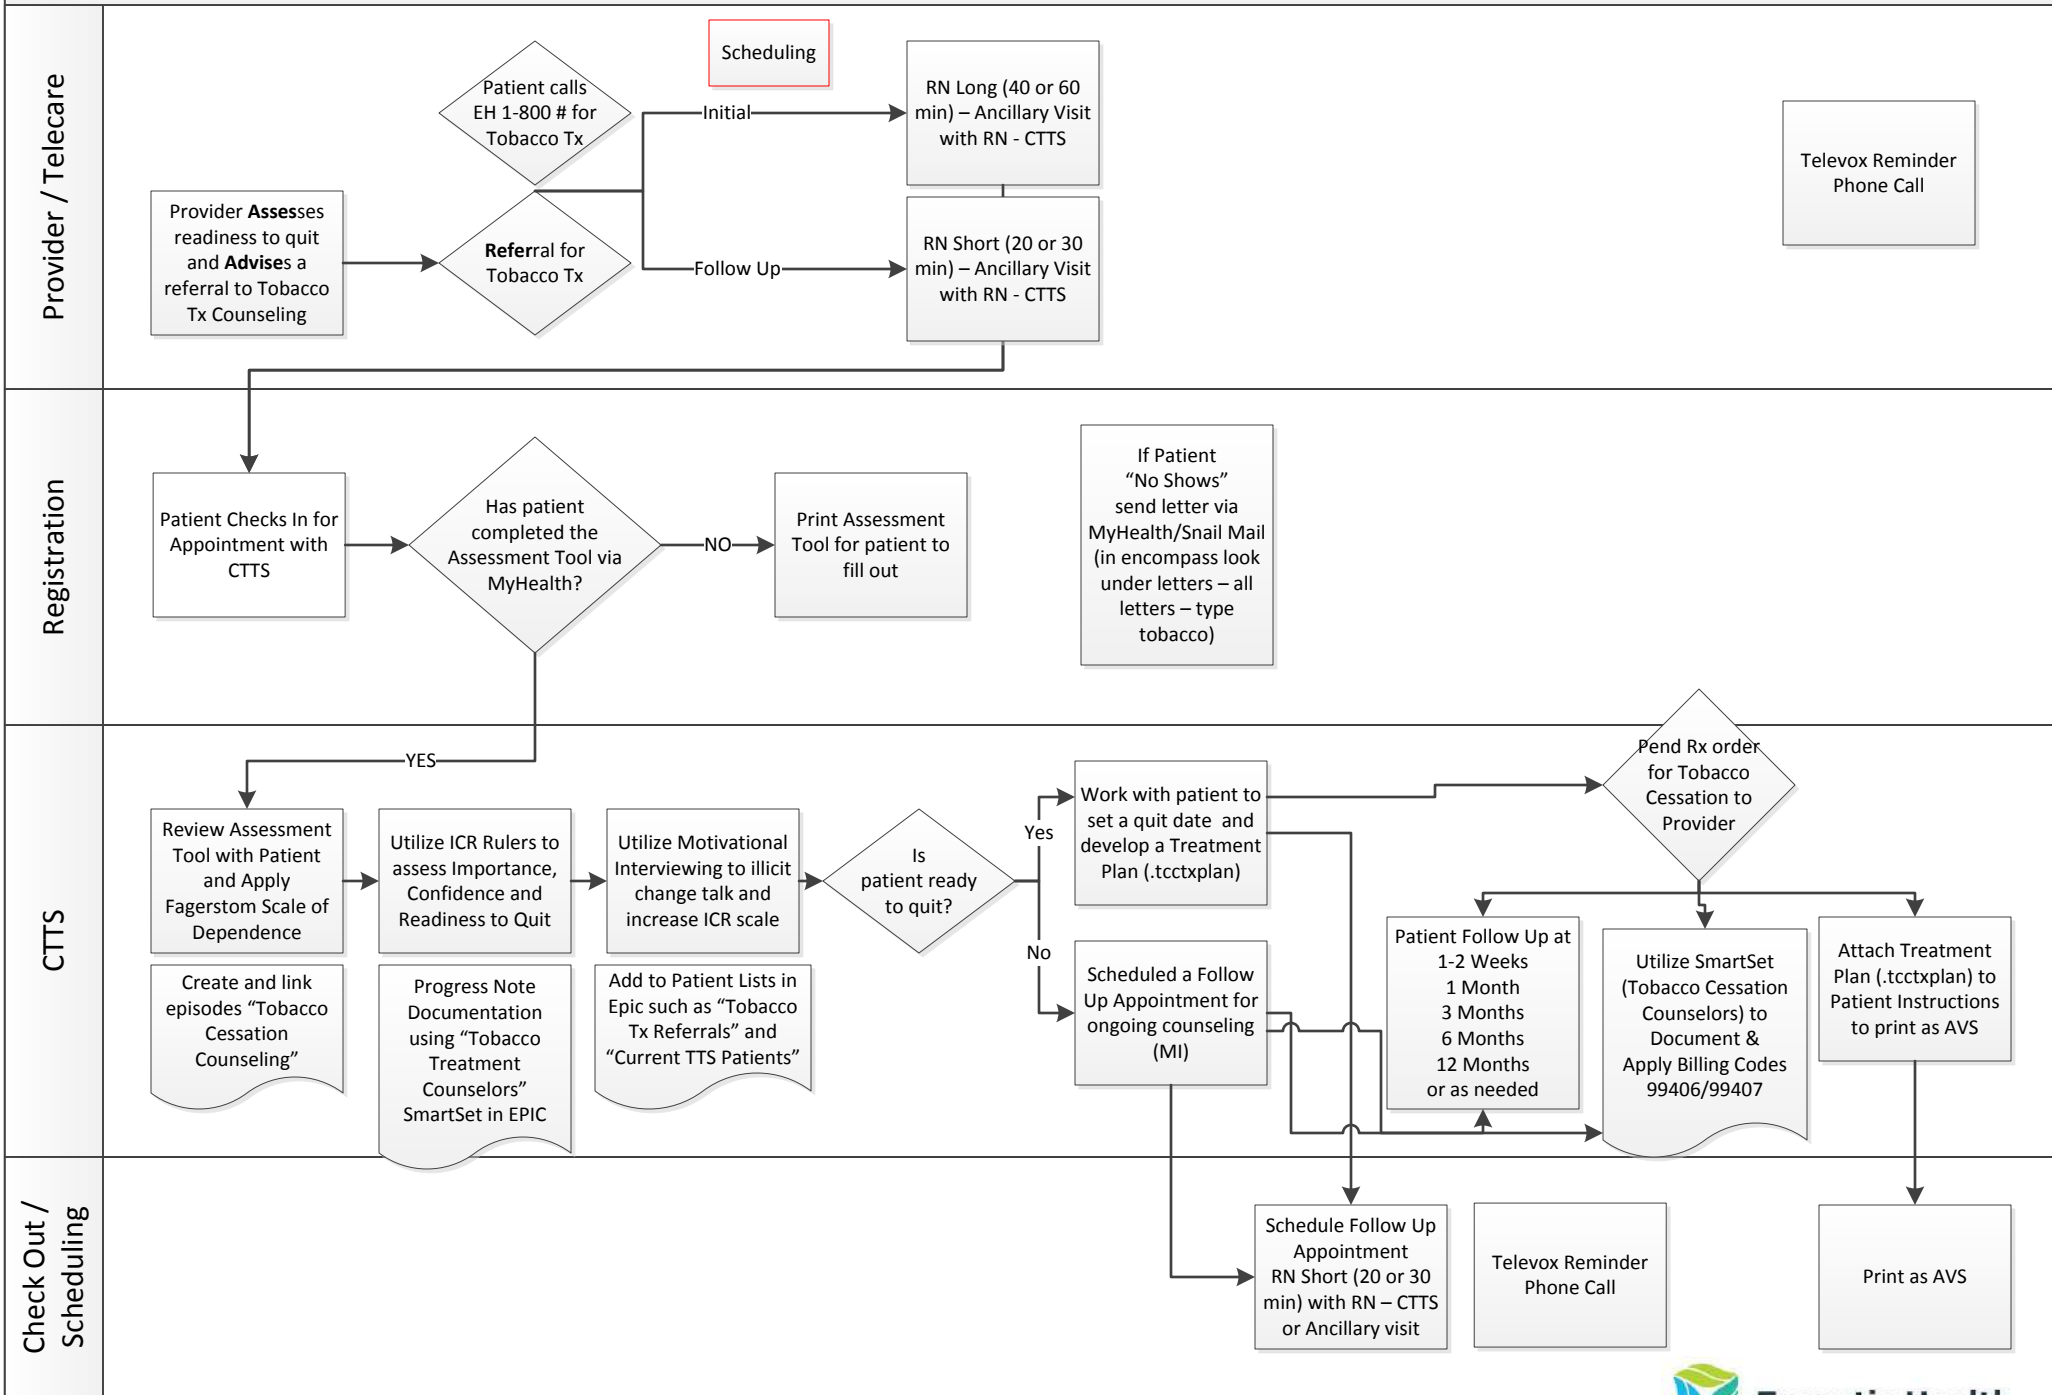 Provider / Telecare
Patient calls
EH 1-800 # for
Tobacco Tx
Scheduling
Initial
RN Long (40 or 60
min) – Ancillary Visit
with RN - CTTS
Televox Reminder
Phone Call
Provider Assesses
readiness to quit
and Advises a
referral to Tobacco
Tx Counseling
Referral for
Tobacco Tx
Follow Up
RN Short (20 or 30
min) – Ancillary Visit
with RN - CTTS
Registration
Patient Checks In for
Appointment with
CTTS
Has patient
completed the
Assessment Tool via
MyHealth?
NO
Print Assessment
Tool for patient to
fill out
If Patient
“No Shows”
send letter via
MyHealth/Snail Mail
(in encompass look
under letters – all
letters – type
tobacco)
CTTS
YES
Review Assessment
Tool with Patient
and Apply
Fagerstom Scale of
Dependence
Utilize ICR Rulers to
assess Importance,
Confidence and
Readiness to Quit
Utilize Motivational
Interviewing to illicit
change talk and
increase ICR scale
Is
patient ready
to quit?
Yes
No
Work with patient to
set a quit date and
develop a Treatment
Plan (.tcctxplan)
Pend Rx order
for Tobacco
Cessation to
Provider
Create and link
episodes “Tobacco
Cessation
Counseling”
Progress Note
Documentation
using “Tobacco
Treatment
Counselors”
SmartSet in EPIC
Add to Patient Lists in
Epic such as “Tobacco
Tx Referrals” and
“Current TTS Patients”
Scheduled a Follow
Up Appointment for
ongoing counseling
(MI)
Patient Follow Up at
1-2 Weeks
1 Month
3 Months
6 Months
12 Months
or as needed
Utilize SmartSet
(Tobacco Cessation
Counselors) to
Document &
Apply Billing Codes
99406/99407
Attach Treatment
Plan (.tcctxplan) to
Patient Instructions
to print as AVS
Check Out /
Scheduling
Schedule Follow Up
Appointment
RN Short (20 or 30
min) with RN – CTTS
or Ancillary visit
Televox Reminder
Phone Call
Print as AVS